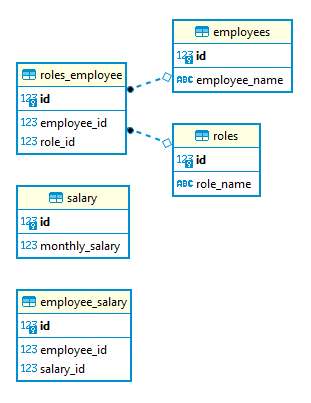 employees
123 id
ABC employee_name
roles_employee
123 id
123 employee_id
123 role_id
roles
123 id
ABC role_name
salary
123 id
123 monthly_salary
employee_salary
123 id
123 employee_id
123 salary_id